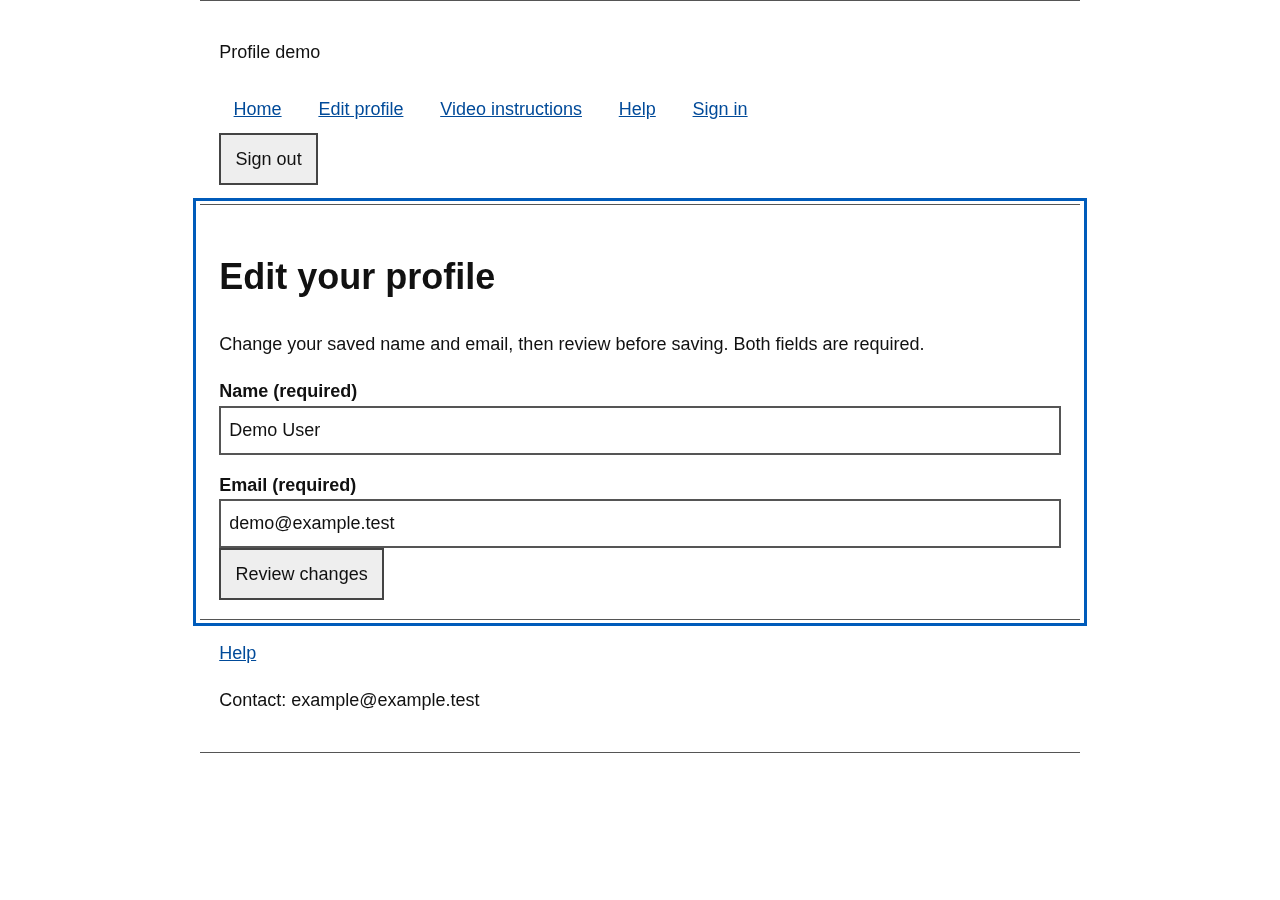 Profile demo
Home Edit profile Video instructions Help Sign in
Sign out
Edit your profile
Change your saved name and email, then review before saving. Both fields are required.
Name (required)
Demo User
Email (required)
demo@example.test
Review changes
Help
Contact: example@example.test